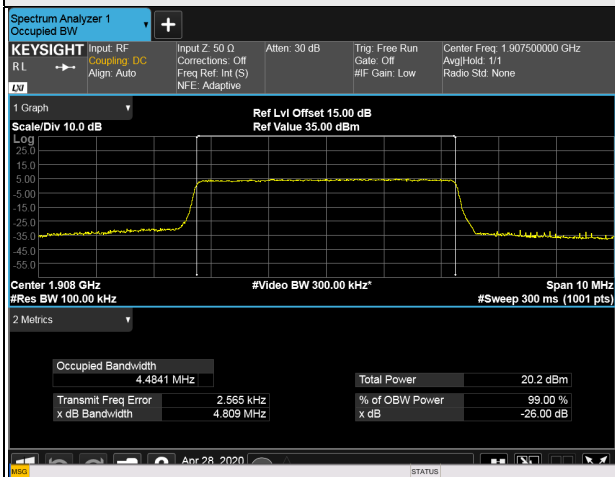 Spectrum Analyzer 1
Occupied BW
+
KEYSIGHT Input: RF Input Z: 50 Ω Atten: 30 dB Trig: Free Run Center Freq: 1.907500000 GHz
RL Coupling: DC Corrections: Off Gate: Off Avg|Hold: 1/1
Align: Auto Freq Ref: Int (S) #IF Gain: Low Radio Std: None
LXI NFE: Adaptive
1 Graph
Ref Lvl Offset 15.00 dB
Scale/Div 10.0 dB Ref Value 35.00 dBm
Log
25.0
15.0
5.00
-5.00
-15.0
-25.0
-35.0
-45.0
-55.0
Center 1.908 GHz #Video BW 300.00 kHz* Span 10 MHz
#Res BW 100.00 kHz #Sweep 300 ms (1001 pts)
2 Metrics
Occupied Bandwidth
4.4841 MHz Total Power 20.2 dBm
Transmit Freq Error 2.565 kHz % of OBW Power 99.00 %
x dB Bandwidth 4.809 MHz x dB -26.00 dB
Apr 28, 2020
MSG STATUS